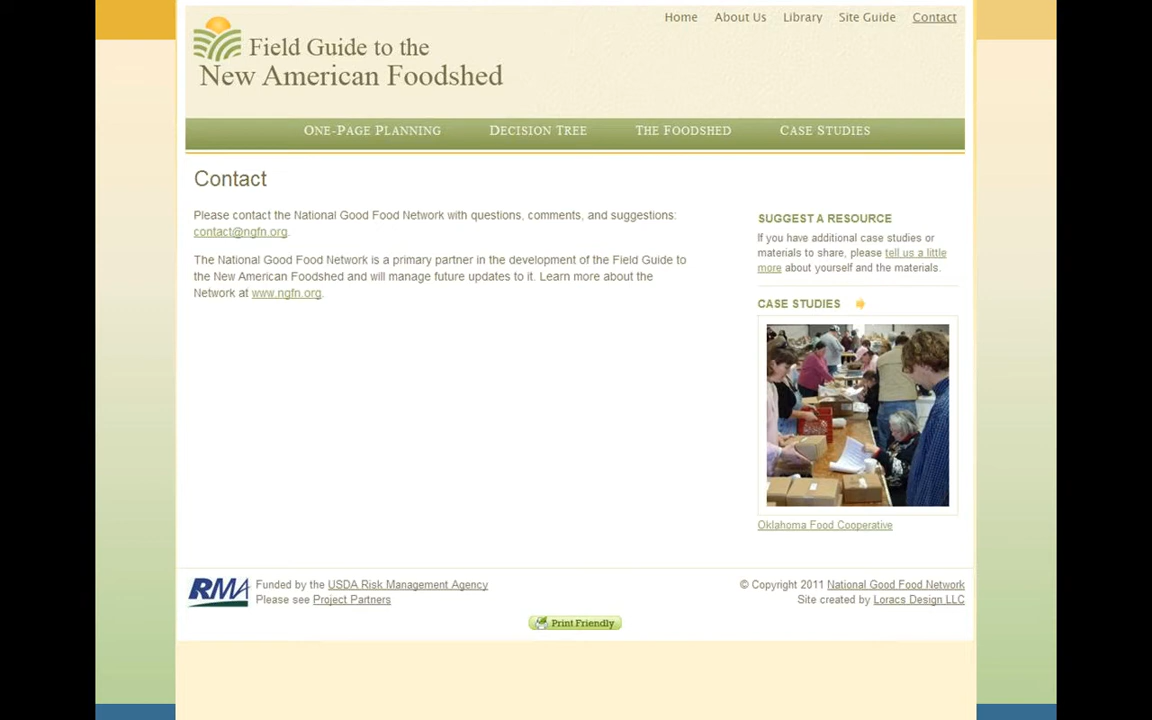 Home About Us Library Site Guide Contact
Field Guide to the
New American Foodshed
ONE-PAGE PLANNING DECISION TREE THE FOODSHED CASE STUDIES
Contact
Please contact the National Good Food Network with questions, comments, and suggestions:
contact@ngfn.org.
The National Good Food Network is a primary partner in the development of the Field Guide to
the New American Foodshed and will manage future updates to it. Learn more about the
Network at www.ngfn.org.
SUGGEST A RESOURCE
If you have additional case studies or
materials to share, please tell us a little
more about yourself and the materials.
CASE STUDIES
Oklahoma Food Cooperative
RMA
Funded by the USDA Risk Management Agency
Please see Project Partners
© Copyright 2011 National Good Food Network
Site created by Loracs Design LLC
Print Friendly